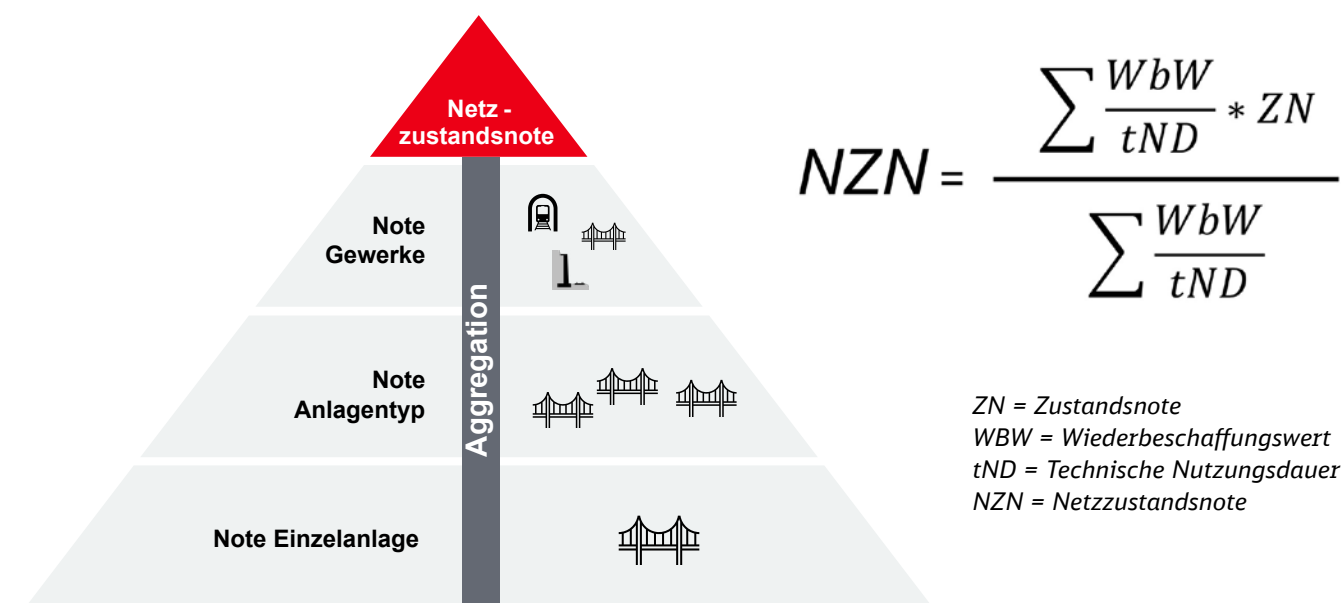 Netz -
zustandsnote
Note
Gewerke
Note
Anlagentyp
Note Einzelanlage
Aggregation
NZN = ∑ WbW / tND * ZN
∑ WbW / tND
ZN = Zustandsnote
WBW = Wiederbeschaffungswert
tND = Technische Nutzungsdauer
NZN = Netzzustandsnote